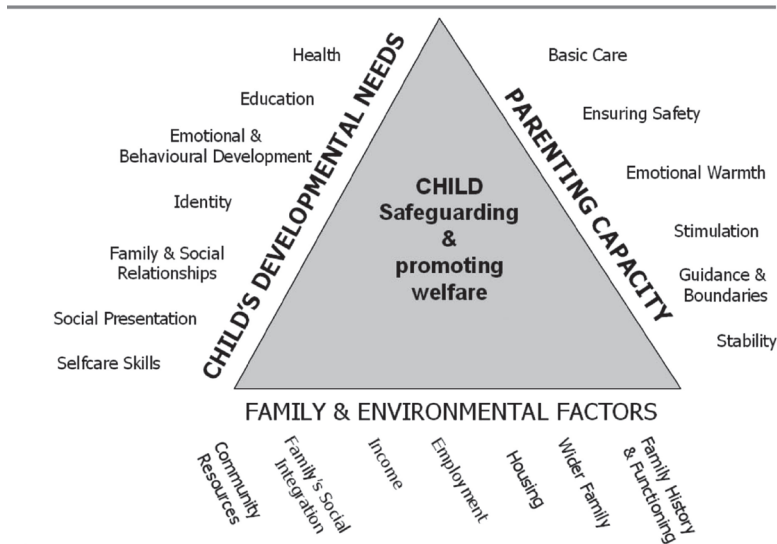 Health
Education
Emotional &
Behavioural Development
Identity
Family & Social
Relationships
Social Presentation
Selfcare Skills
CHILD'S DEVELOPMENTAL NEEDS
CHILD
Safeguarding
&
promoting
welfare
PARENTING CAPACITY
Basic Care
Ensuring Safety
Emotional Warmth
Stimulation
Guidance &
Boundaries
Stability
FAMILY & ENVIRONMENTAL FACTORS
Community
Resources
Family's Social
Integration
Income
Employment
Housing
Wider Family
Family History
& Functioning